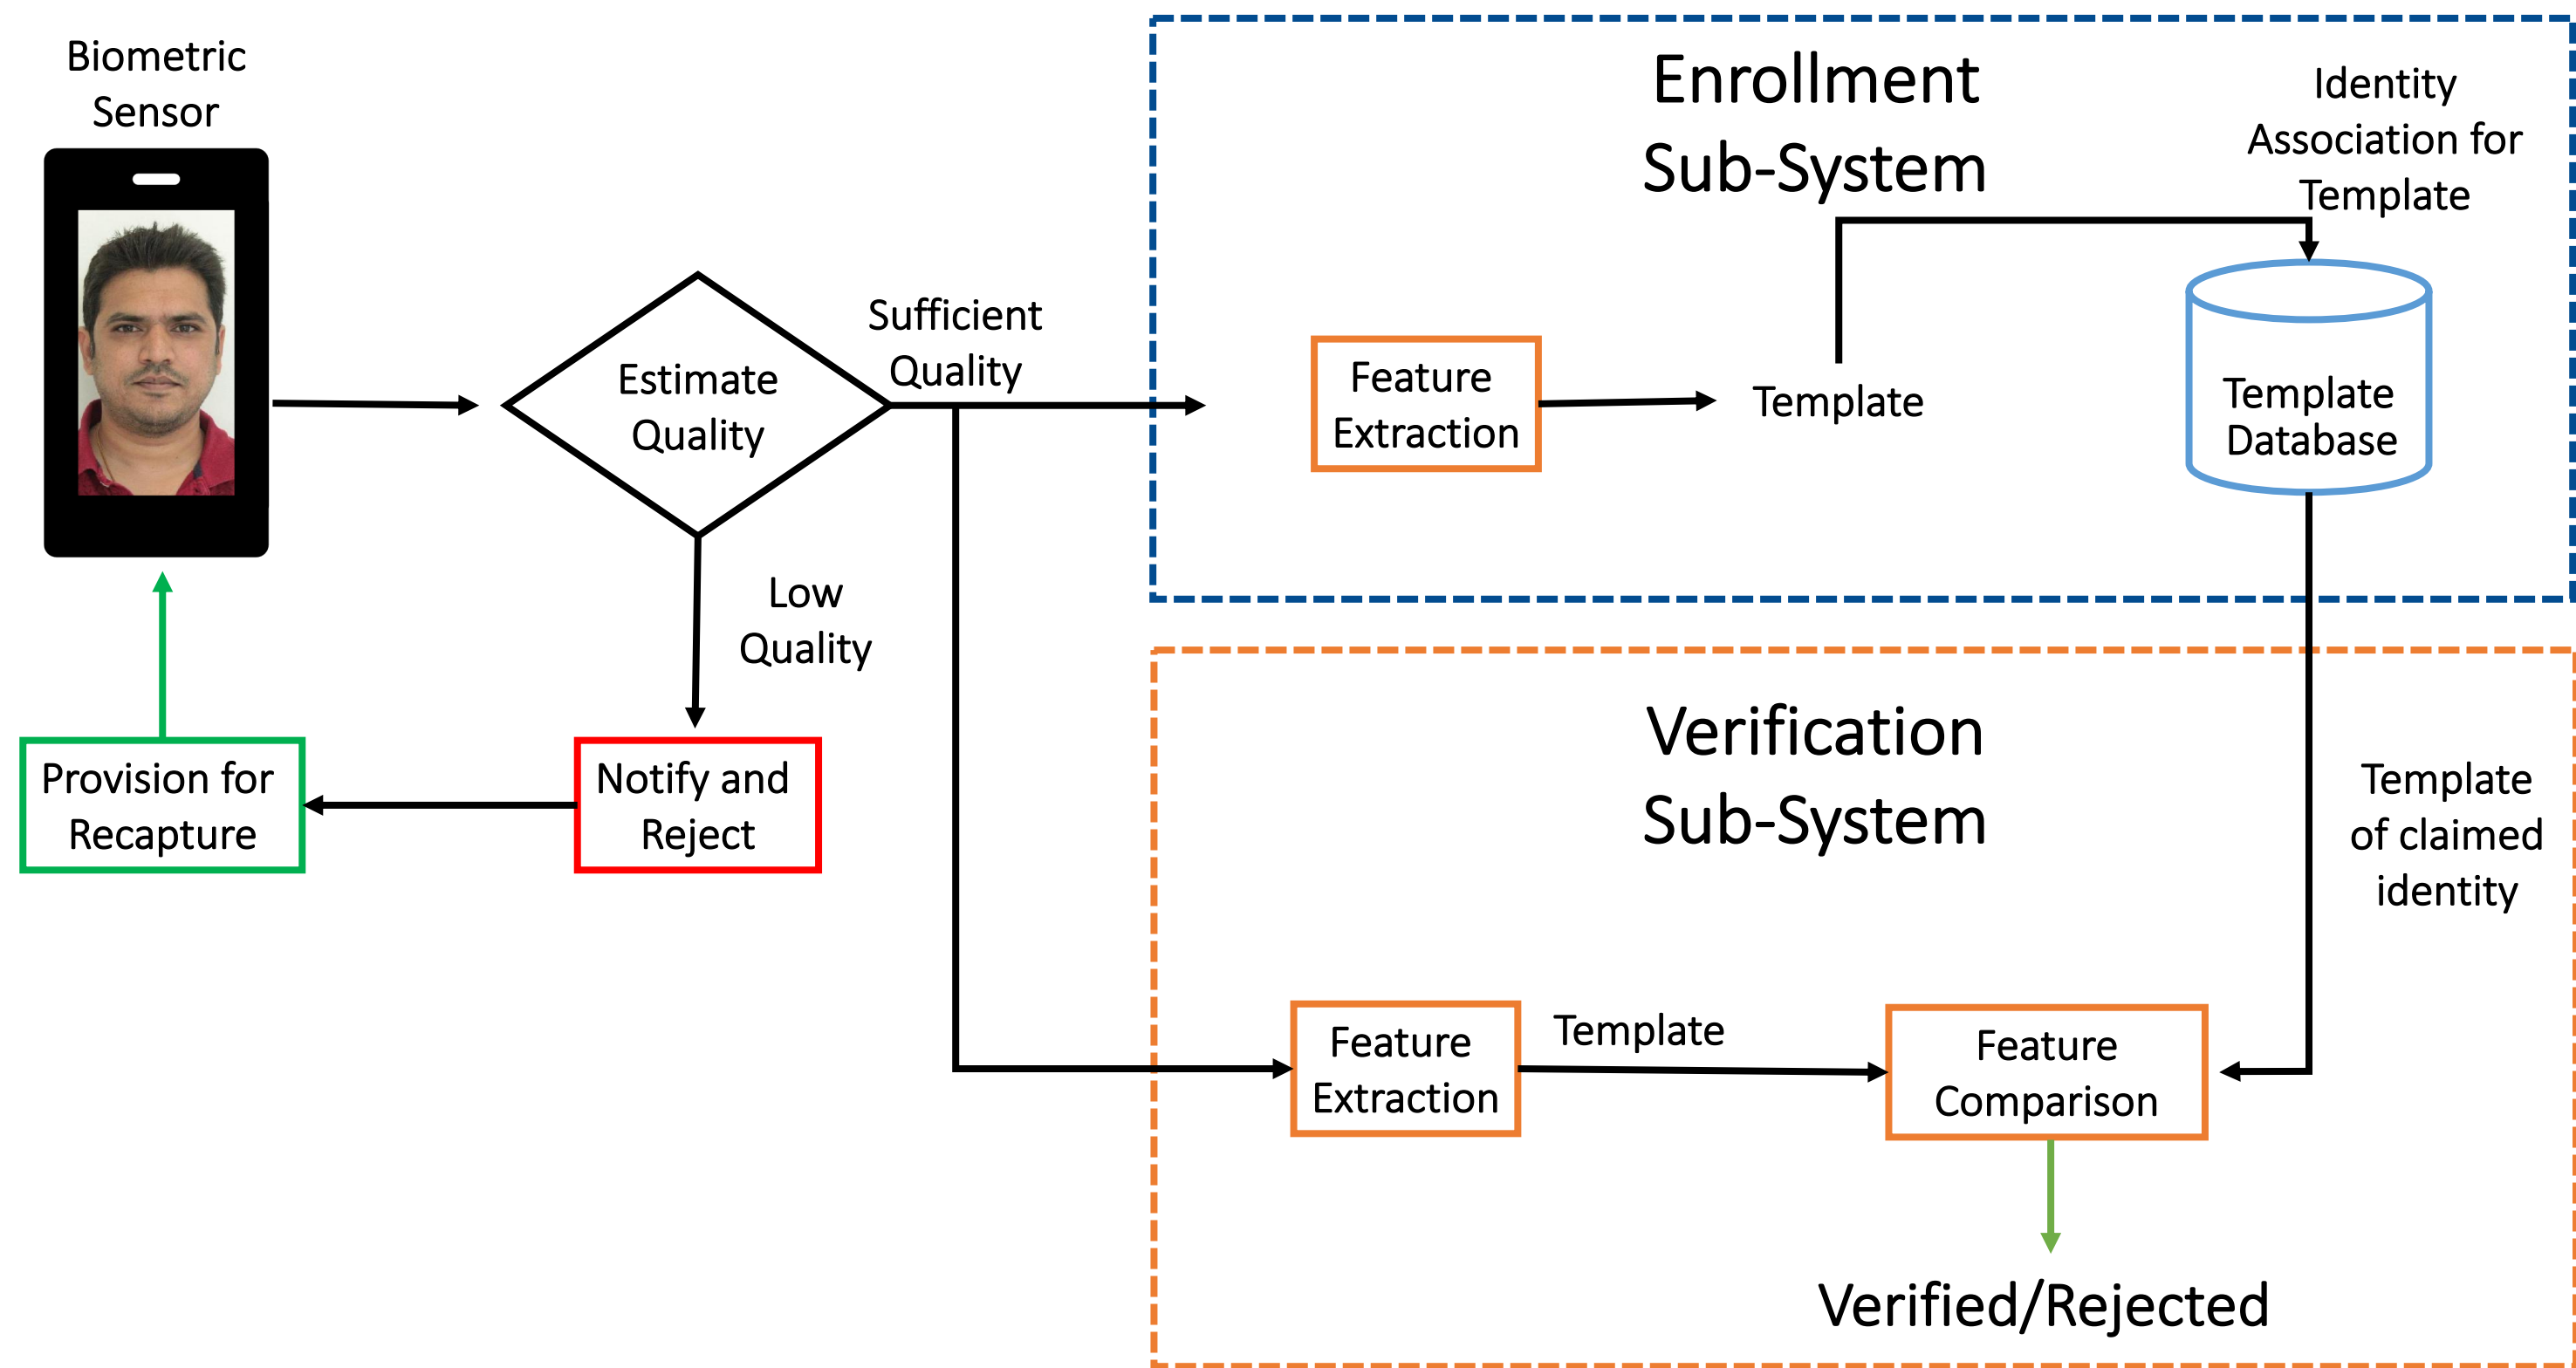 Biometric
Sensor
Estimate
Quality
Sufficient
Quality
Low
Quality
Notify and
Reject
Provision for
Recapture
Enrollment
Sub-System
Identity
Association for
Template
Feature
Extraction
Template
Template
Database
Verification
Sub-System
Template
of claimed
identity
Feature
Extraction
Template
Feature
Comparison
Verified/Rejected